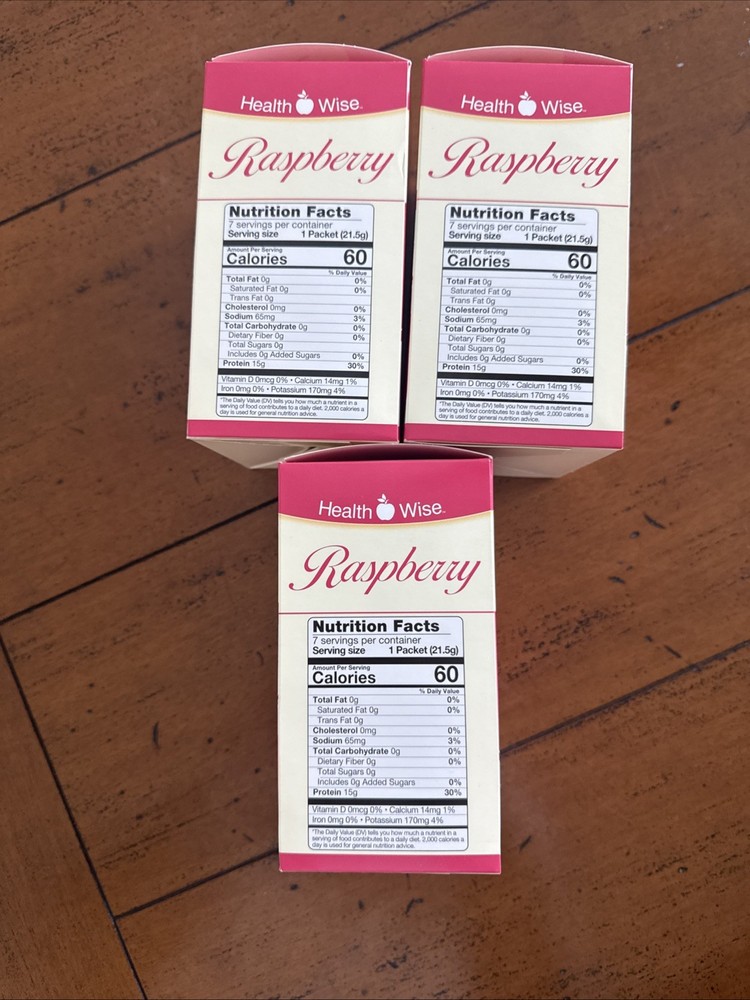 Health Wise™
Raspberry
Nutrition Facts
7 servings per container
Serving size 1 Packet (21.5g)
Amount Per Serving
Calories 60
% Daily Value
Total Fat 0g 0%
Saturated Fat 0g 0%
Trans Fat 0g
Cholesterol 0mg 0%
Sodium 65mg 3%
Total Carbohydrate 0g 0%
Dietary Fiber 0g 0%
Total Sugars 0g
Includes 0g Added Sugars 0%
Protein 15g 30%
Vitamin D 0mcg 0% • Calcium 14mg 1%
Iron 0mg 0% • Potassium 170mg 4%
*The Daily Value (DV) tells you how much a nutrient in a
serving of food contributes to a daily diet. 2,000 calories a
day is used for general nutrition advice.
Health Wise™
Raspberry
Nutrition Facts
7 servings per container
Serving size 1 Packet (21.5g)
Amount Per Serving
Calories 60
% Daily Value
Total Fat 0g 0%
Saturated Fat 0g 0%
Trans Fat 0g
Cholesterol 0mg 0%
Sodium 65mg 3%
Total Carbohydrate 0g 0%
Dietary Fiber 0g 0%
Total Sugars 0g
Includes 0g Added Sugars 0%
Protein 15g 30%
Vitamin D 0mcg 0% • Calcium 14mg 1%
Iron 0mg 0% • Potassium 170mg 4%
*The Daily Value (DV) tells you how much a nutrient in a
serving of food contributes to a daily diet. 2,000 calories a
day is used for general nutrition advice.
Health Wise™
Raspberry
Nutrition Facts
7 servings per container
Serving size 1 Packet (21.5g)
Amount Per Serving
Calories 60
% Daily Value
Total Fat 0g 0%
Saturated Fat 0g 0%
Trans Fat 0g
Cholesterol 0mg 0%
Sodium 65mg 3%
Total Carbohydrate 0g 0%
Dietary Fiber 0g 0%
Total Sugars 0g
Includes 0g Added Sugars 0%
Protein 15g 30%
Vitamin D 0mcg 0% • Calcium 14mg 1%
Iron 0mg 0% • Potassium 170mg 4%
*The Daily Value (DV) tells you how much a nutrient in a
serving of food contributes to a daily diet. 2,000 calories a
day is used for general nutrition advice.